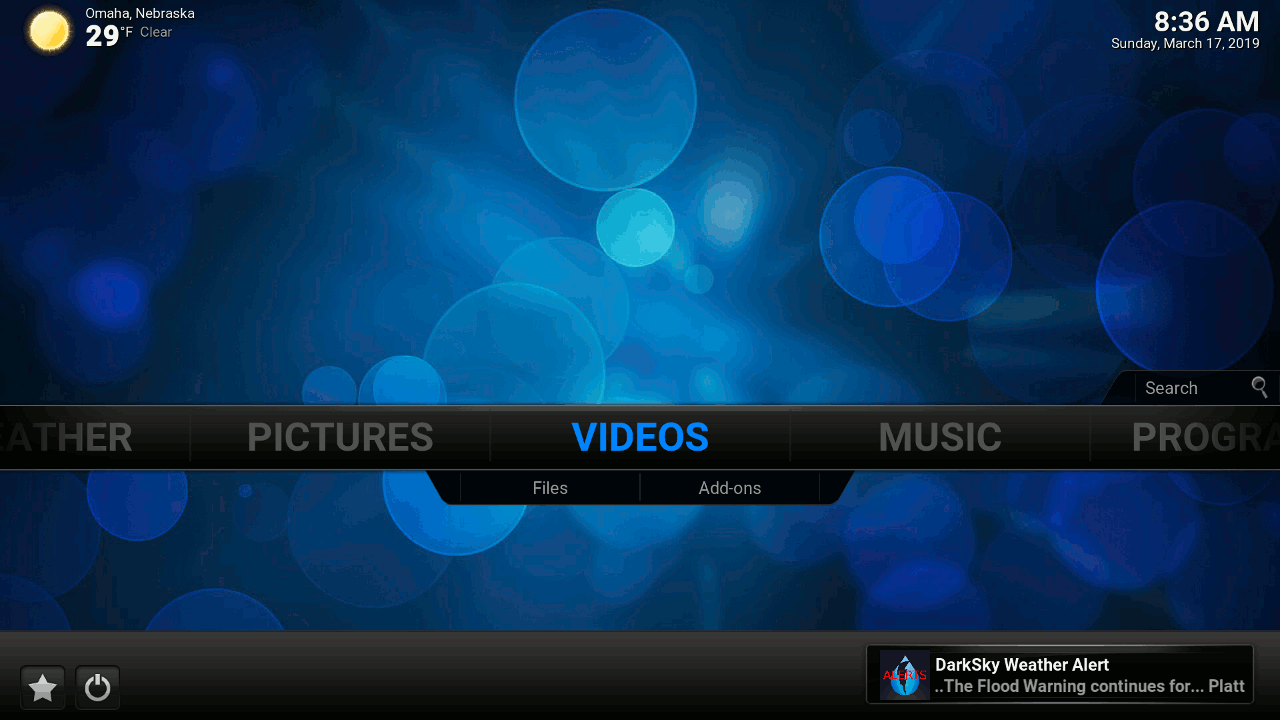 Omaha, Nebraska
29°F Clear
8:36 AM
Sunday, March 17, 2019
Search
EATHER
PICTURES
VIDEOS
MUSIC
PROGRA
Files
Add-ons
ALERTS
DarkSky Weather Alert
..The Flood Warning continues for... Platt